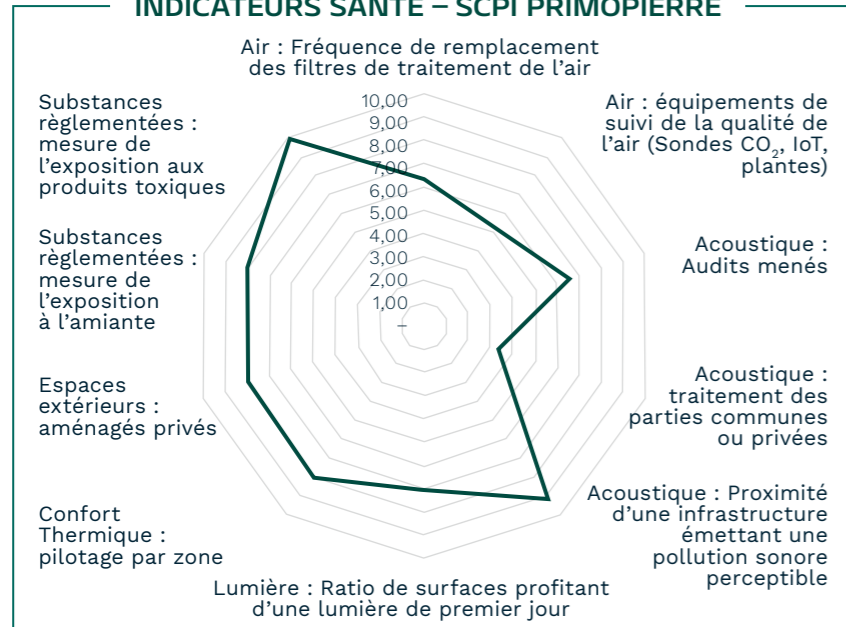 INDICATEURS SANTÉ – SCPI PRIMOPIERRE
Air : Fréquence de remplacement
des filtres de traitement de l’air
Air : équipements de
suivi de la qualité de
l’air (Sondes CO₂, IoT,
plantes)
Acoustique :
Audits menés
Acoustique :
traitement des
parties communes
ou privées
Acoustique : Proximité
d’une infrastructure
émettant une
pollution sonore
perceptible
Lumière : Ratio de surfaces profitant
d’une lumière de premier jour
Confort
Thermique :
pilotage par zone
Espaces
extérieurs :
aménagés privés
Substances
règlementées :
mesure de
l’exposition
à l’amiante
Substances
règlementées :
mesure de
l’exposition aux
produits toxiques
10,00
9,00
8,00
7,00
6,00
5,00
4,00
3,00
2,00
1,00
–